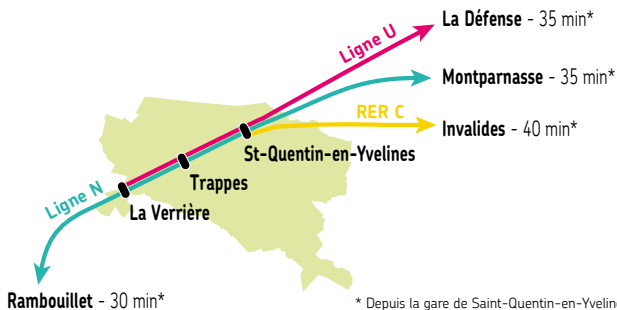 La Défense - 35 min*
Ligne U
Montparnasse - 35 min*
RER C
Invalides - 40 min*
St-Quentin-en-Yvelines
Trappes
Ligne N
La Verrière
Rambouillet - 30 min*
* Depuis la gare de Saint-Quentin-en-Yveline